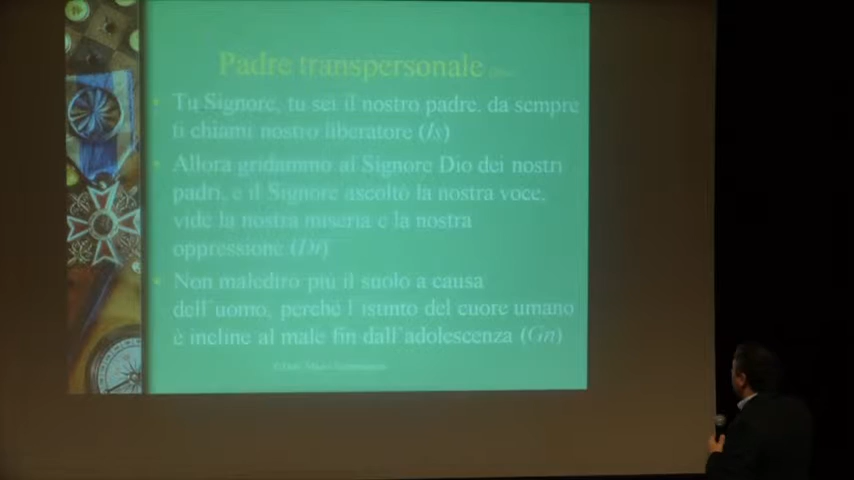 Padre transpersonale
Tu Signore, tu sei il nostro padre, da sempre
ti chiami nostro liberatore (Is)
Allora gridammo al Signore Dio dei nostri
padri, e il Signore ascoltò la nostra voce,
vide la nostra miseria e la nostra
oppressione (Dt)
Non maledirò più il suolo a causa
dell'uomo, perché l'istinto del cuore umano
è incline al male fin dall'adolescenza (Gn)